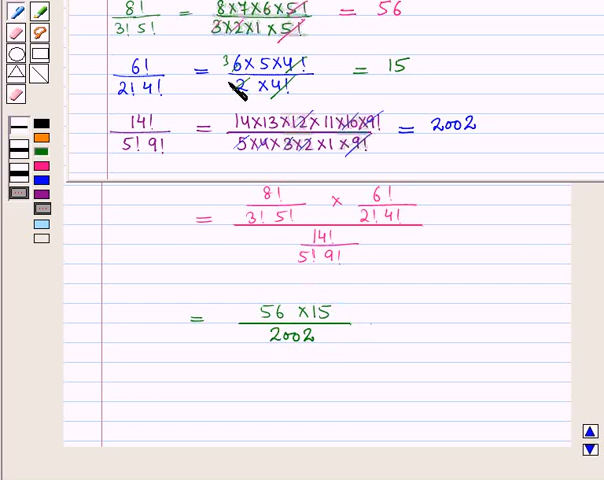 8! / 3! 5! = 8×7×6×5! / 3×2×1×5! = 56
6! / 2! 4! = ³6×5×4! / 2×4! = 15
14! / 5! 9! = 14×13×12×11×10×9! / 5×4×3×2×1×9! = 2002
= 8! / 3! 5! × 6! / 2! 4! / 14! / 5! 9!
= 56 ×15 / 2002